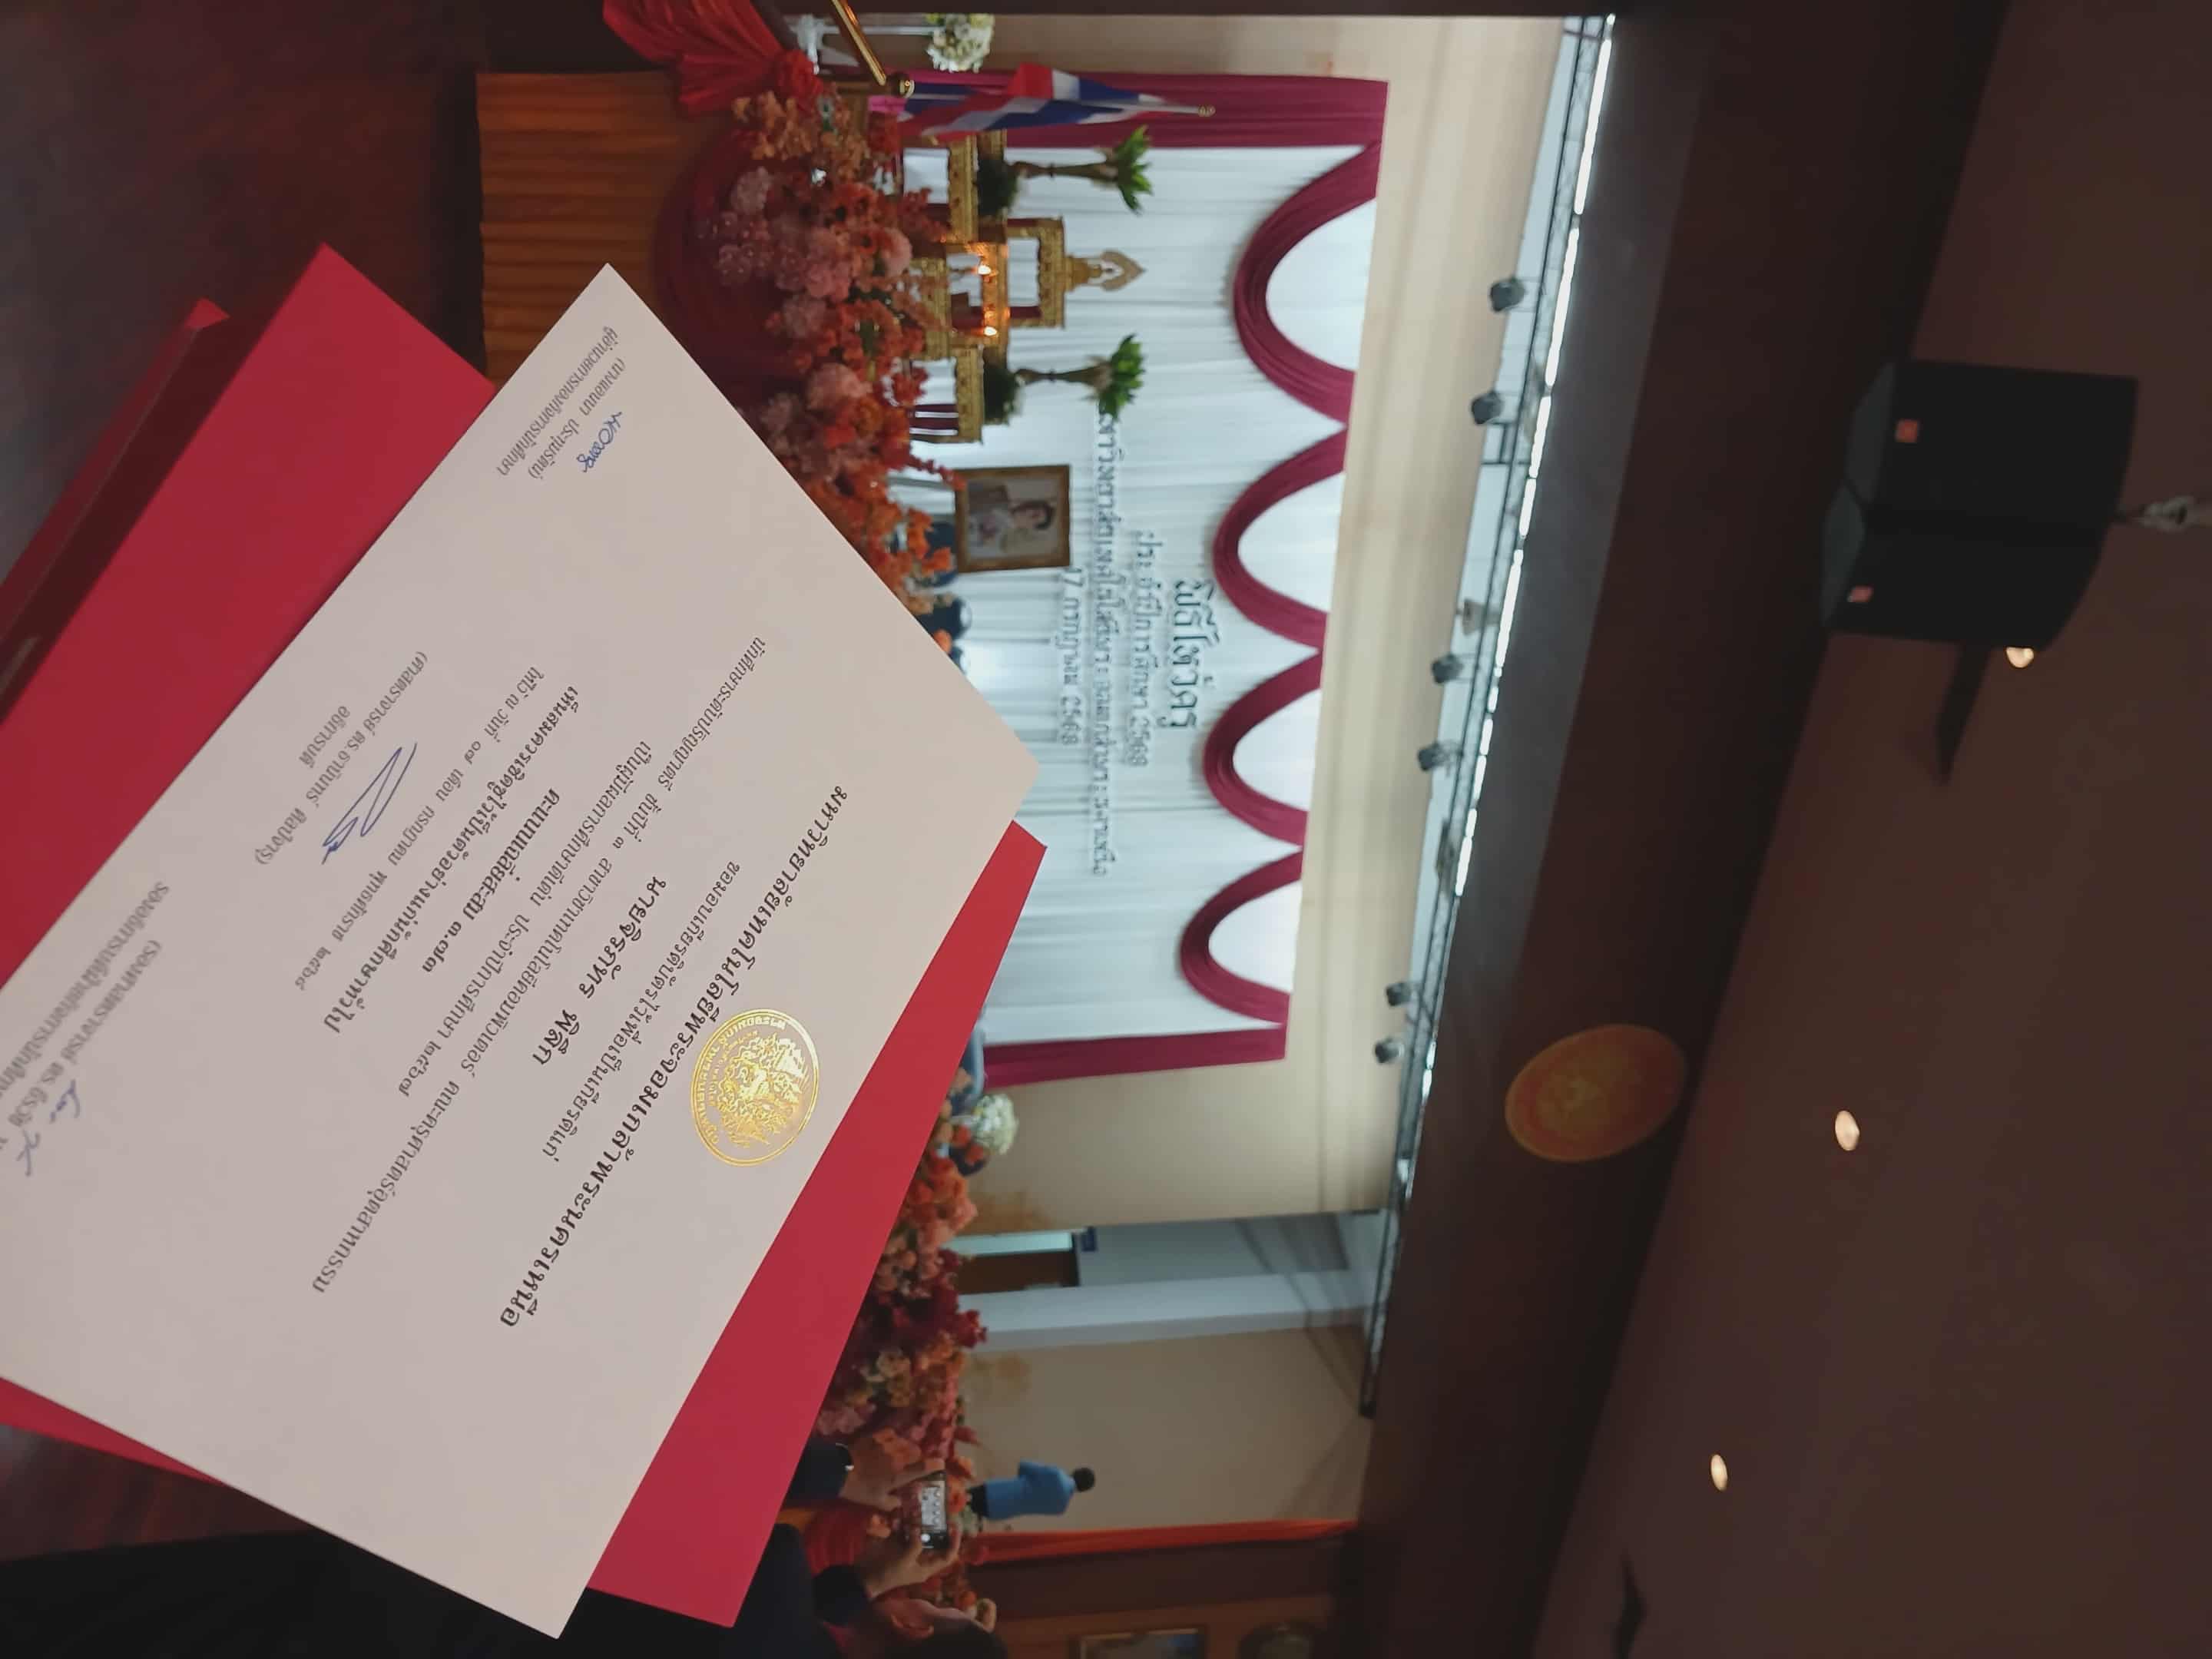 พิธีไหว้ครู
ประจำปีการศึกษา 2568
มหาวิทยาลัยเทคโนโลยีพระจอมเกล้าพระนครเหนือ
17 กรกฎาคม 2568
มหาวิทยาลัยเทคโนโลยีพระจอมเกล้าพระนครเหนือ
ขอมอบเกียรติบัตรไว้เพื่อเป็นเกียรติแก่
นายจิรภัทร พิลึก
นักศึกษาระดับปริญญาตรี ชั้นปีที่ ๓ สาขาวิชาเทคโนโลยีคอมพิวเตอร์ คณะครุศาสตร์อุตสาหกรรม
เป็นผู้มีผลการศึกษาดีเด่น ประจำปีการศึกษา ๒๕๖๗
คะแนนเฉลี่ยสะสม ๓.๗๓
เห็นสมควรเชิดชูไว้เป็นตัวอย่างแก่นักศึกษาทั่วไป
ให้ไว้ ณ วันที่ ๑๗ เดือน กรกฎาคม พุทธศักราช ๒๕๖๘
(ศาสตราจารย์ ดร.ธานินทร์ ศิลป์จารุ)
อธิการบดี
(นางแอนนา ประทุมรัตน์)
ผู้อำนวยการกองกิจการนักศึกษา
(รองศาสตราจารย์ ดร.ธีรวัช
รองอธิการบดีฝ่ายกิจการนักศึกษา